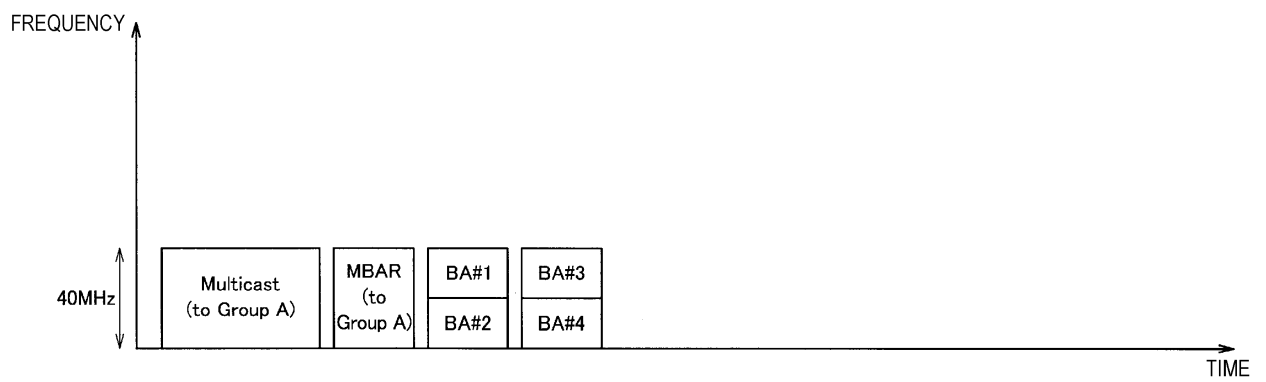 FREQUENCY
40MHz
Multicast
(to Group A)
MBAR
(to
Group A)
BA#1
BA#2
BA#3
BA#4
TIME